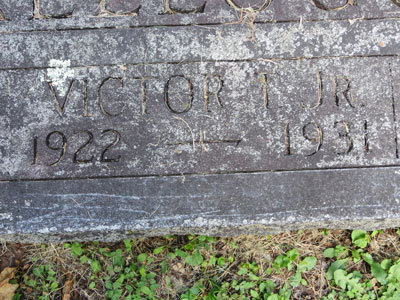 VICTOR I. JR.
1922 — 1931